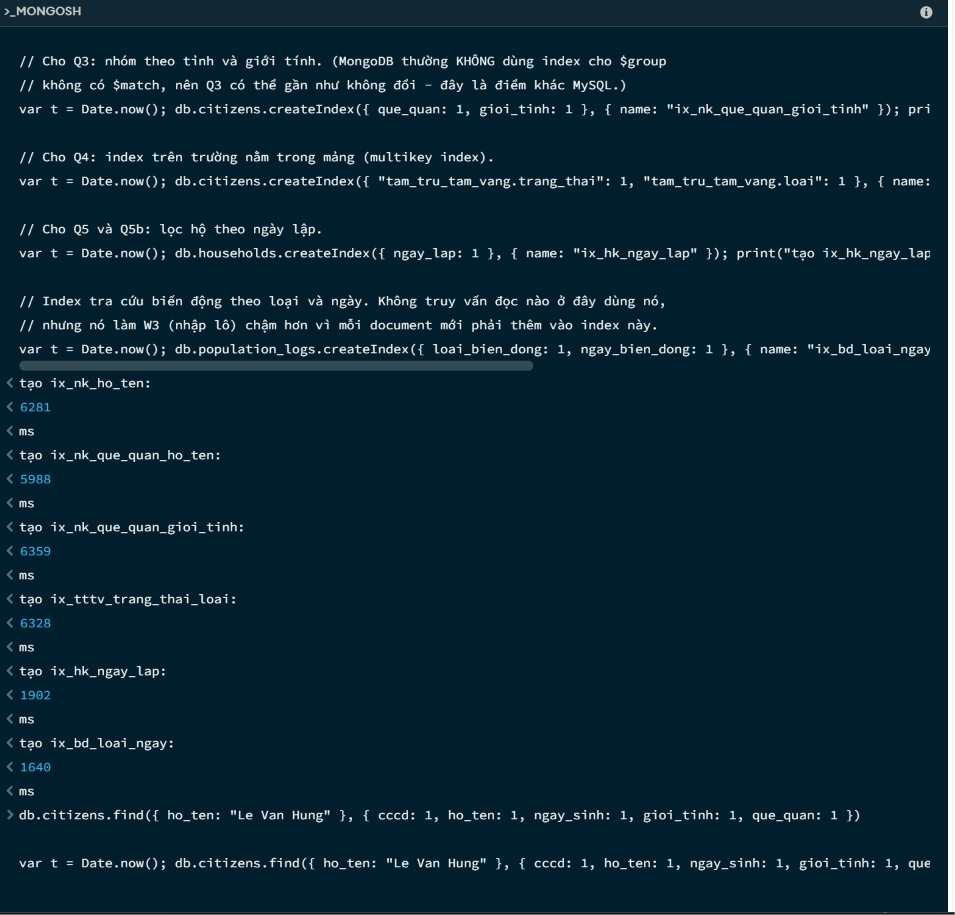 >_MONGOSH
// Cho Q3: nhóm theo tỉnh và giới tính. (MongoDB thường KHÔNG dùng index cho $group
// không có $match, nên Q3 có thể gần như không đổi – đây là điểm khác MySQL.)
var t = Date.now(); db.citizens.createIndex({ que_quan: 1, gioi_tinh: 1 }, { name: "ix_nk_que_quan_gioi_tinh" }); pri
// Cho Q4: index trên trường nằm trong mảng (multikey index).
var t = Date.now(); db.citizens.createIndex({ "tam_tru_tam_vang.trang_thai": 1, "tam_tru_tam_vang.loai": 1 }, { name:
// Cho Q5 và Q5b: lọc hộ theo ngày lập.
var t = Date.now(); db.households.createIndex({ ngay_lap: 1 }, { name: "ix_hk_ngay_lap" }); print("tạo ix_hk_ngay_lap
// Index tra cứu biến động theo loại và ngày. Không truy vấn đọc nào ở đây dùng nó,
// nhưng nó làm W3 (nhập lô) chậm hơn vì mỗi document mới phải thêm vào index này.
var t = Date.now(); db.population_logs.createIndex({ loai_bien_dong: 1, ngay_bien_dong: 1 }, { name: "ix_bd_loai_ngay
< tạo ix_nk_ho_ten:
< 6281
< ms
< tạo ix_nk_que_quan_ho_ten:
< 5988
< ms
< tạo ix_nk_que_quan_gioi_tinh:
< 6359
< ms
< tạo ix_tttv_trang_thai_loai:
< 6328
< ms
< tạo ix_hk_ngay_lap:
< 1902
< ms
< tạo ix_bd_loai_ngay:
< 1640
< ms
> db.citizens.find({ ho_ten: "Le Van Hung" }, { cccd: 1, ho_ten: 1, ngay_sinh: 1, gioi_tinh: 1, que_quan: 1 })
var t = Date.now(); db.citizens.find({ ho_ten: "Le Van Hung" }, { cccd: 1, ho_ten: 1, ngay_sinh: 1, gioi_tinh: 1, que